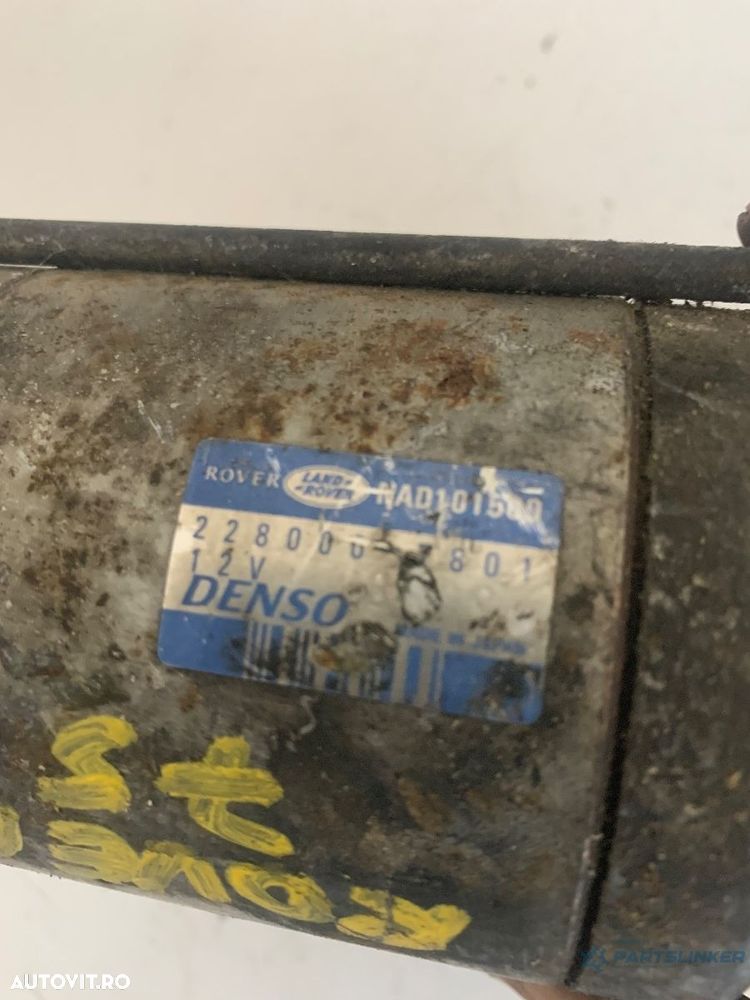 ROVER LAND-ROVER NAD101500
228000 801
12V
DENSO
MADE IN JAPAN
75
ROVER
AUTOVIT.RO
PARTSLINKER